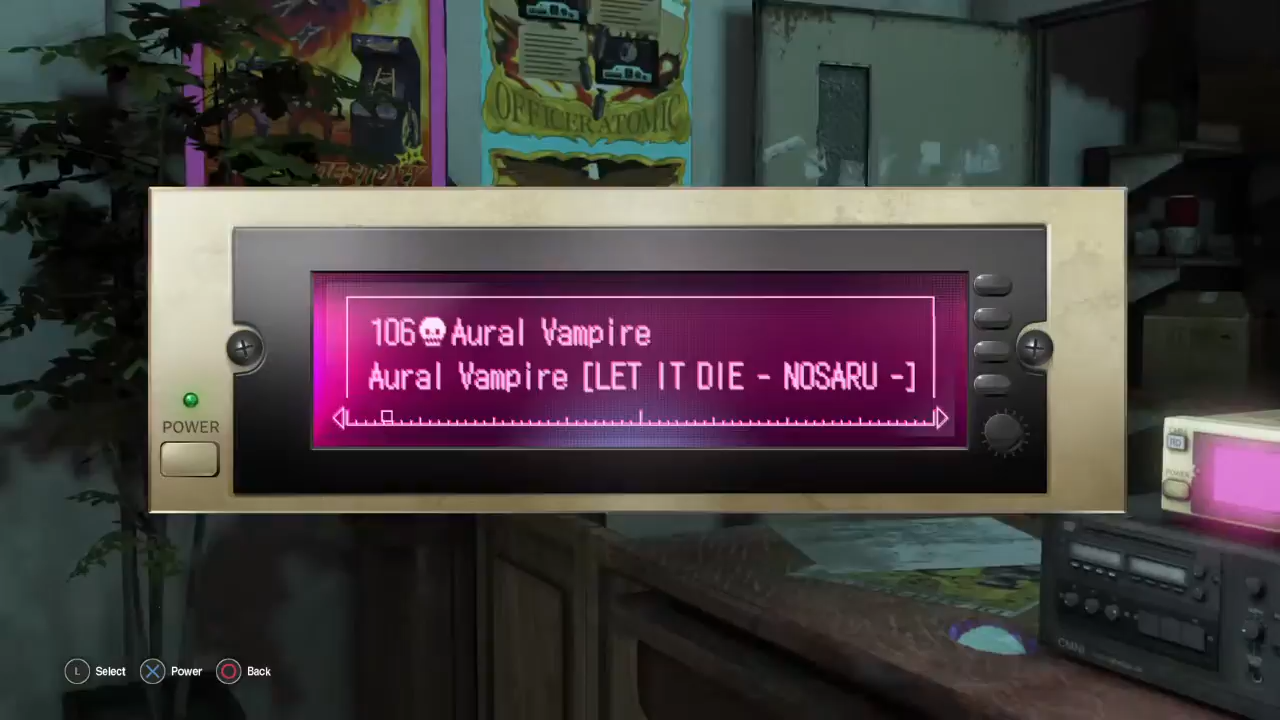 OFFICER ATOMIC
106💀Aural Vampire
Aural Vampire [LET IT DIE - NOSARU -]
POWER
L Select Power Back